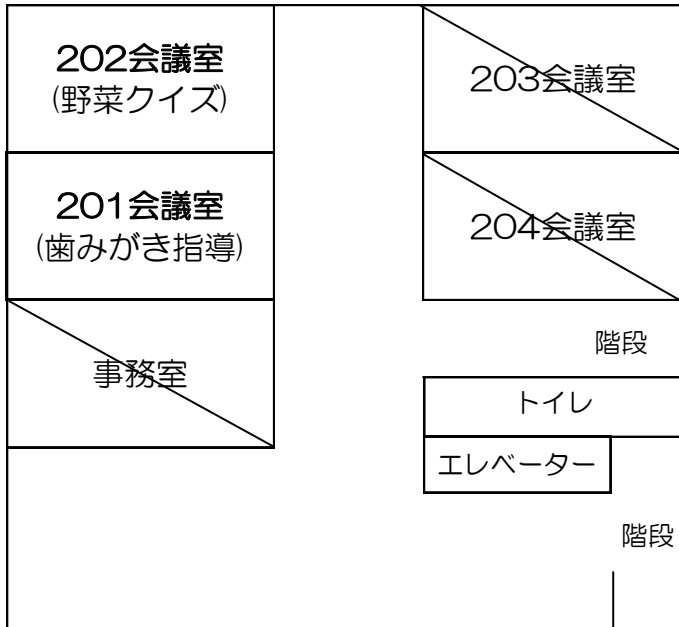 202会議室
(野菜クイズ)
203会議室
201会議室
(歯みがき指導)
204会議室
階段
事務室
トイレ
エレベーター
階段